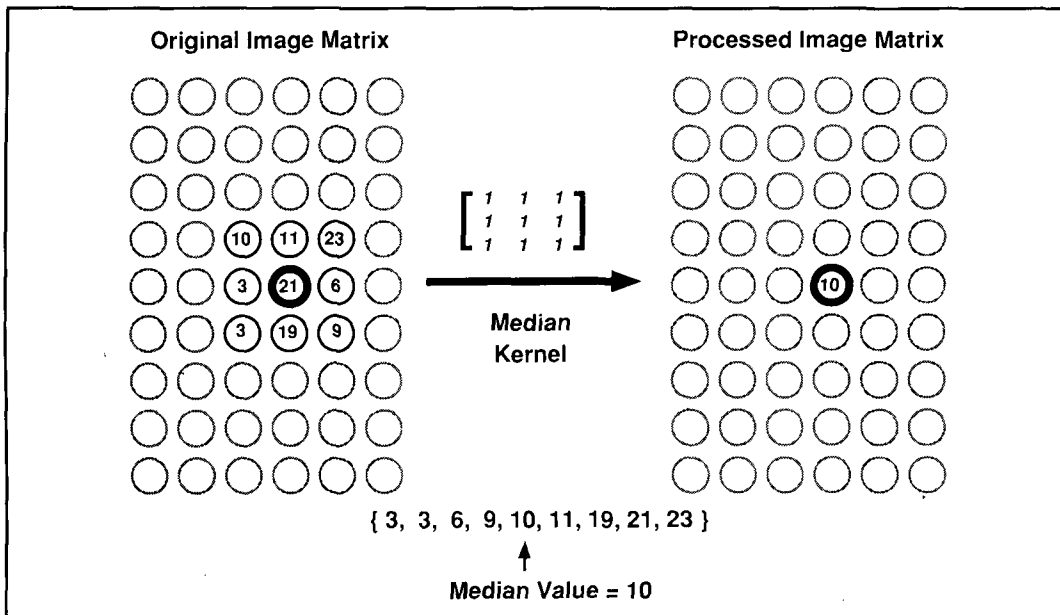 Original Image Matrix
Processed Image Matrix
1 1 1
1 1 1
1 1 1
10 11 23
3 21 6
10
3 19 9
Median
Kernel
{ 3, 3, 6, 9, 10, 11, 19, 21, 23 }
Median Value = 10